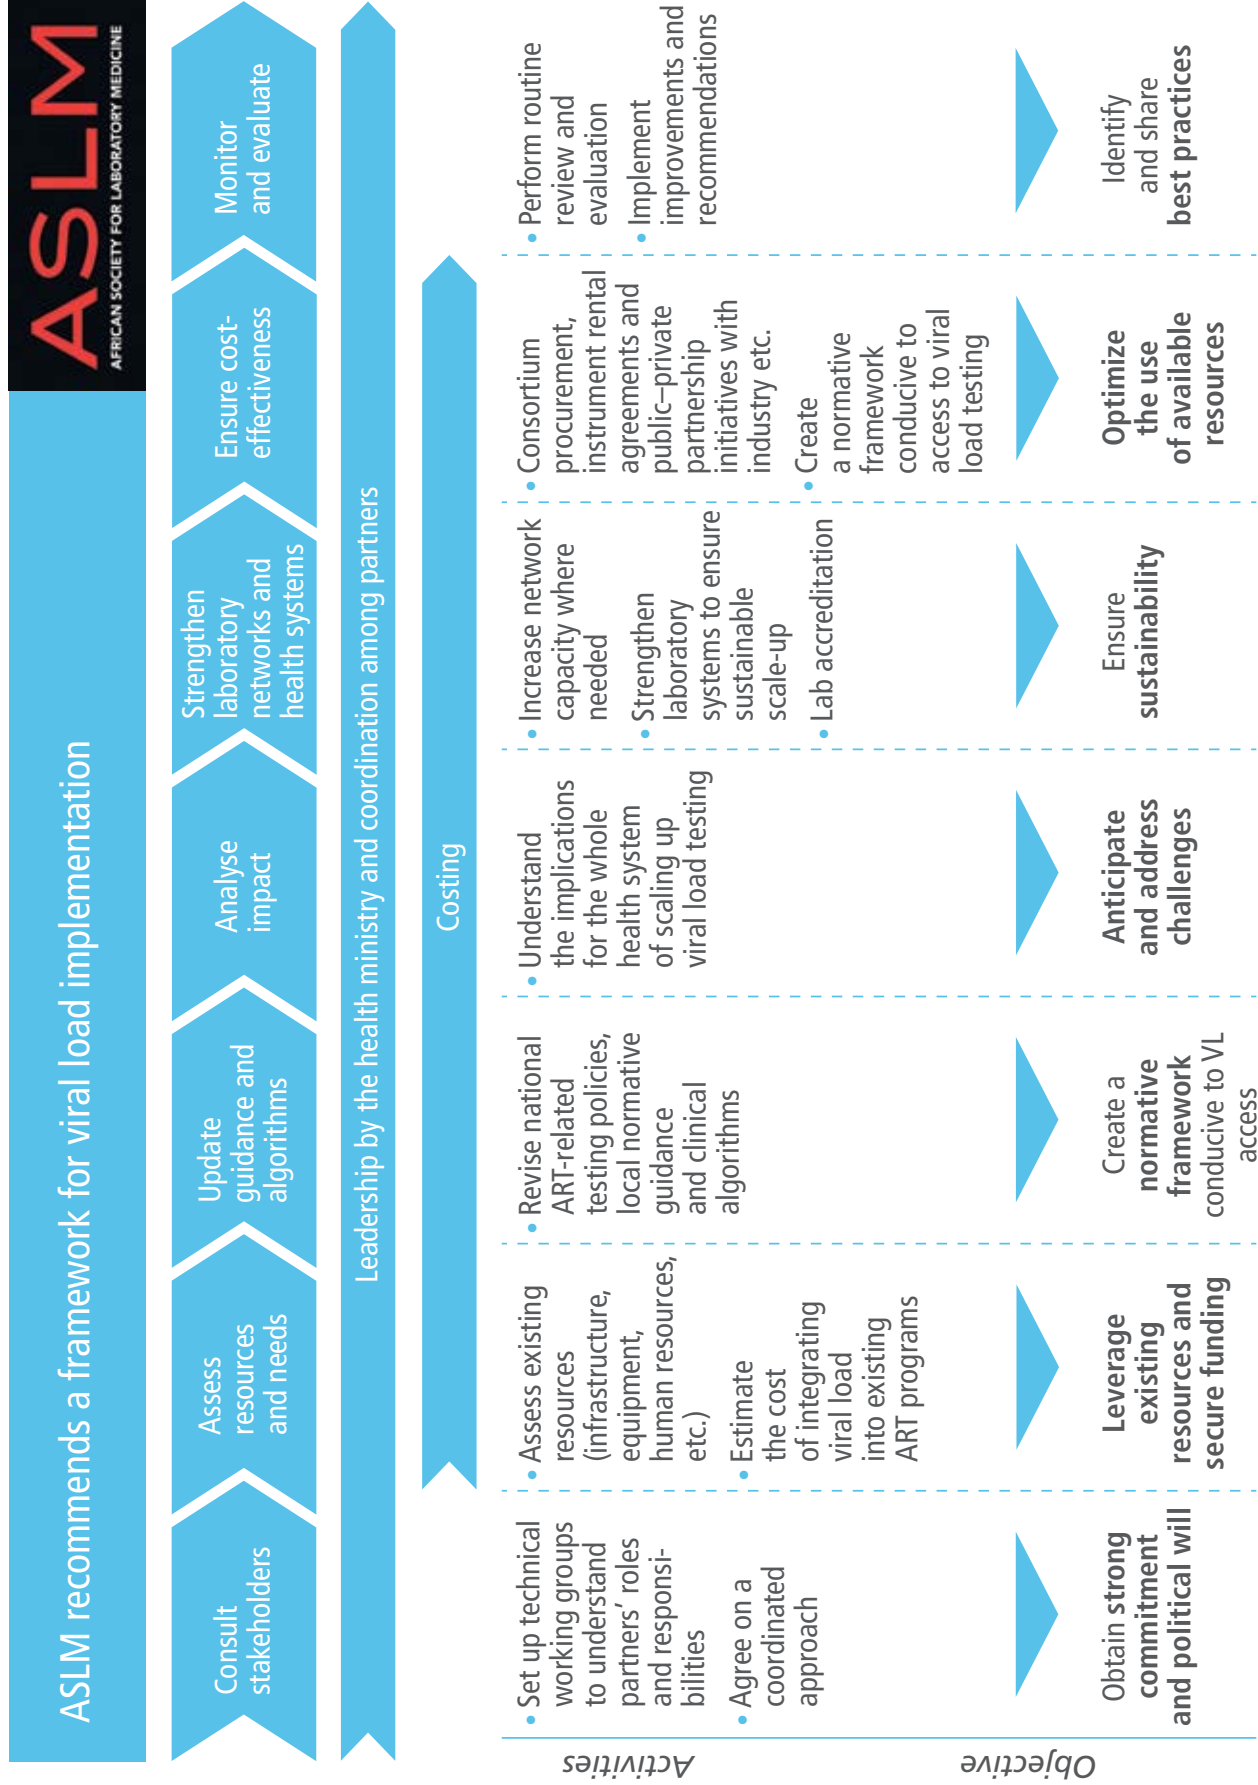 ASLM recommends a framework for viral load implementation
ASLM
AFRICAN SOCIETY FOR LABORATORY MEDICINE
Consult
stakeholders
Assess
resources
and needs
Update
guidance and
algorithms
Analyse
impact
Strengthen
laboratory
networks and
health systems
Ensure cost-
effectiveness
Monitor
and evaluate
Leadership by the health ministry and coordination among partners
Costing
Activities
• Set up technical
working groups
to understand
partners’ roles
and responsi-
bilities
• Agree on a
coordinated
approach
• Assess existing
resources
(infrastructure,
equipment,
human resources,
etc.)
• Estimate
the cost
of integrating
viral load
into existing
ART programs
• Revise national
ART-related
testing policies,
local normative
guidance
and clinical
algorithms
• Understand
the implications
for the whole
health system
of scaling up
viral load testing
• Increase network
capacity where
needed
• Strengthen
laboratory
systems to ensure
sustainable
scale-up
• Lab accreditation
• Consortium
procurement,
instrument rental
agreements and
public–private
partnership
initiatives with
industry etc.
• Create
a normative
framework
conducive to
access to viral
load testing
• Perform routine
review and
evaluation
• Implement
improvements and
recommendations
Objective
Obtain strong
commitment
and political will
Leverage
existing
resources and
secure funding
Create a
normative
framework
conducive to VL
access
Anticipate
and address
challenges
Ensure
sustainability
Optimize
the use
of available
resources
Identify
and share
best practices